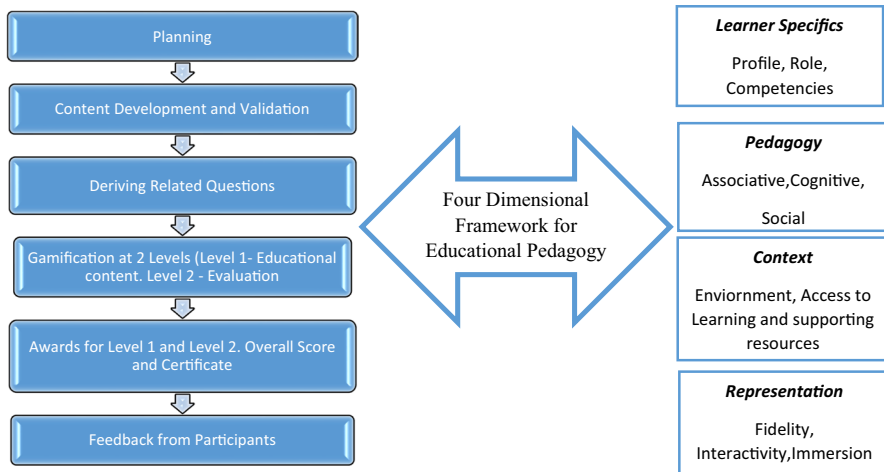 Planning
Content Development and Validation
Deriving Related Questions
Gamification at 2 Levels (Level 1- Educational
content. Level 2 - Evaluation
Awards for Level 1 and Level 2. Overall Score
and Certificate
Feedback from Participants
Four Dimensional
Framework for
Educational Pedagogy
Learner Specifics
Profile, Role,
Competencies
Pedagogy
Associative,Cognitive,
Social
Context
Enviornment, Access to
Learning and supporting
resources
Representation
Fidelity,
Interactivity,Immersion